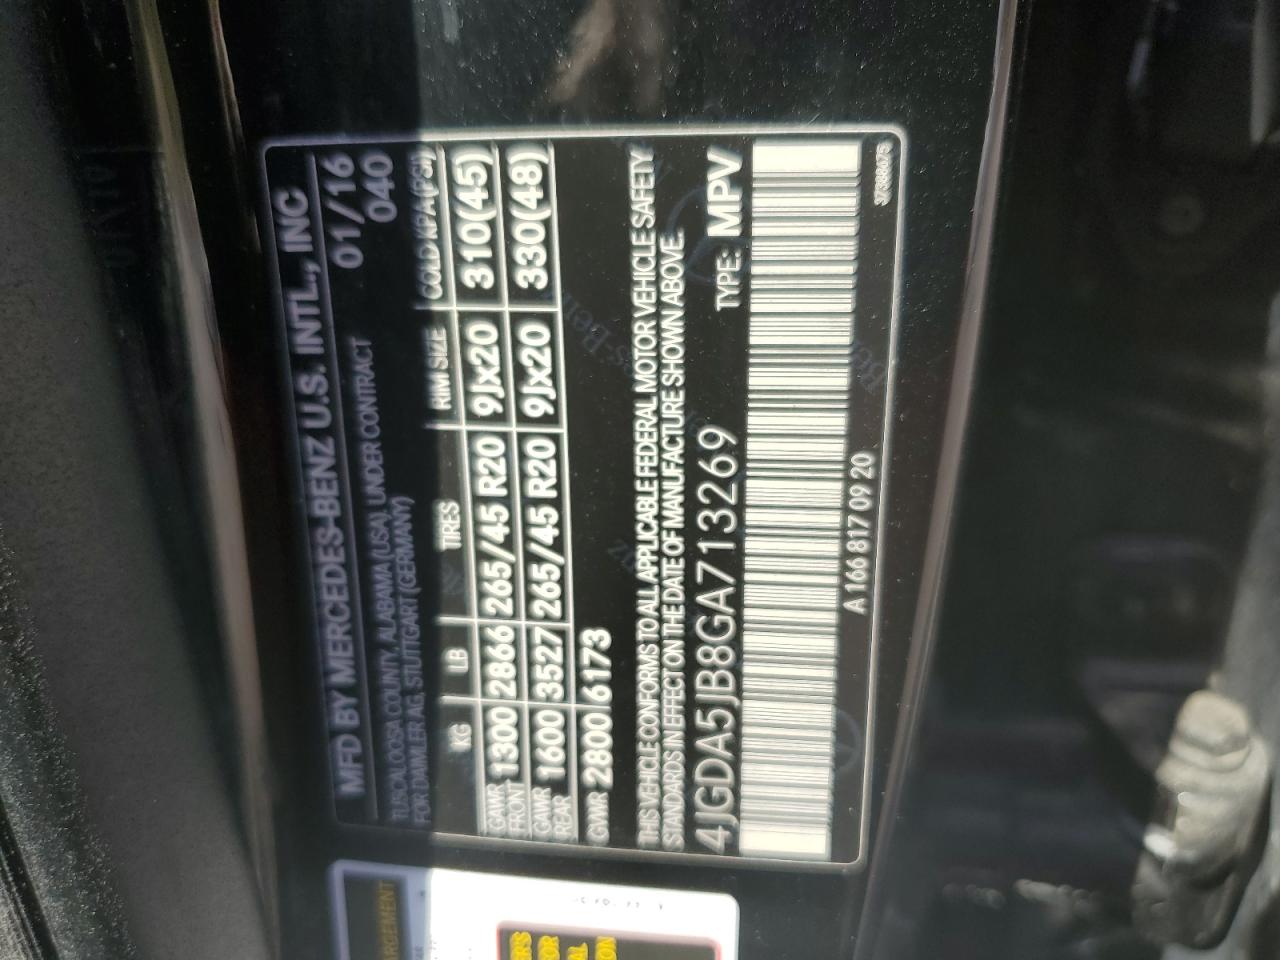 MFD BY MERCEDES-BENZ U.S. INTL., INC
TUSCALOOSA COUNTY, ALABAMA (USA), UNDER CONTRACT 01/16
FOR DAIMLER AG, STUTTGART (GERMANY) 040
KG LB TIRES RIM SIZE COLD KPA(PSI)
GAWR FRONT 1300 2866 265/45 R20 9Jx20 310(45)
GAWR REAR 1600 3527 265/45 R20 9Jx20 330(48)
GVWR 2800 6173
THIS VEHICLE CONFORMS TO ALL APPLICABLE FEDERAL MOTOR VEHICLE SAFETY
STANDARDS IN EFFECT ON THE DATE OF MANUFACTURE SHOWN ABOVE.
4JGDA5JB8GA713269 TYPE: MPV
A 166 817 09 20